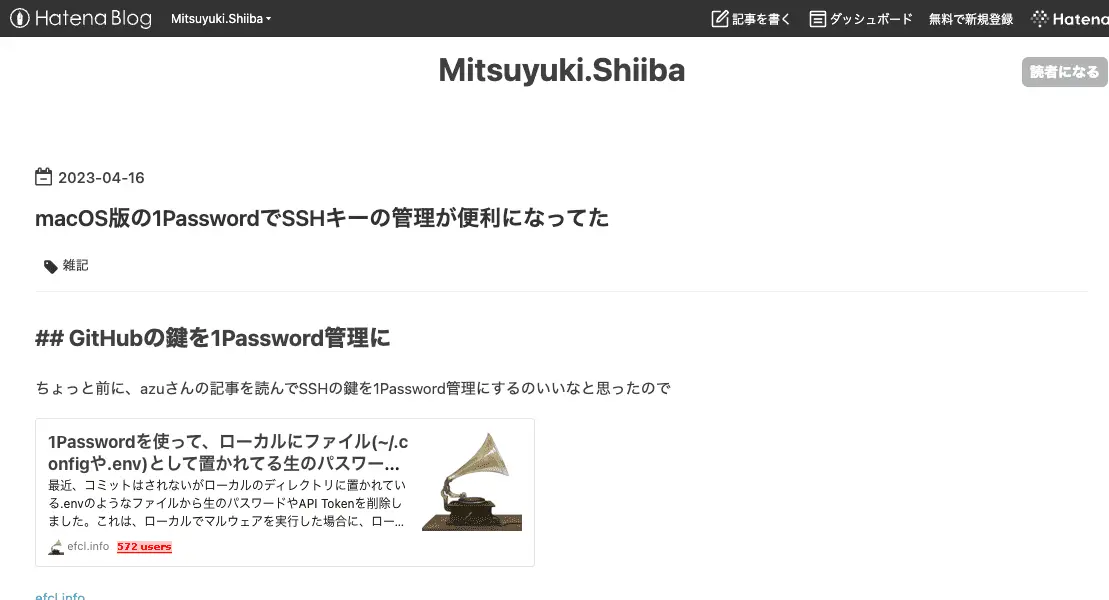 Hatena Blog Mitsuyuki.Shiiba 記事を書く ダッシュボード 無料で新規登録 Hatena
Mitsuyuki.Shiiba
読者になる
2023-04-16
macOS版の1PasswordでSSHキーの管理が便利になってた
雑記
## GitHubの鍵を1Password管理に
ちょっと前に、azuさんの記事を読んでSSHの鍵を1Password管理にするのいいなと思ったので
1Passwordを使って、ローカルにファイル(~/.c
onfigや.env)として置かれてる生のパスワー...
最近、コミットはされないがローカルのディレクトリに置かれてい
る.envのようなファイルから生のパスワードやAPI Tokenを削除し
ました。これは、ローカルでマルウェアを実行した場合に、ロー...
efcl.info 572 users
efcl.info